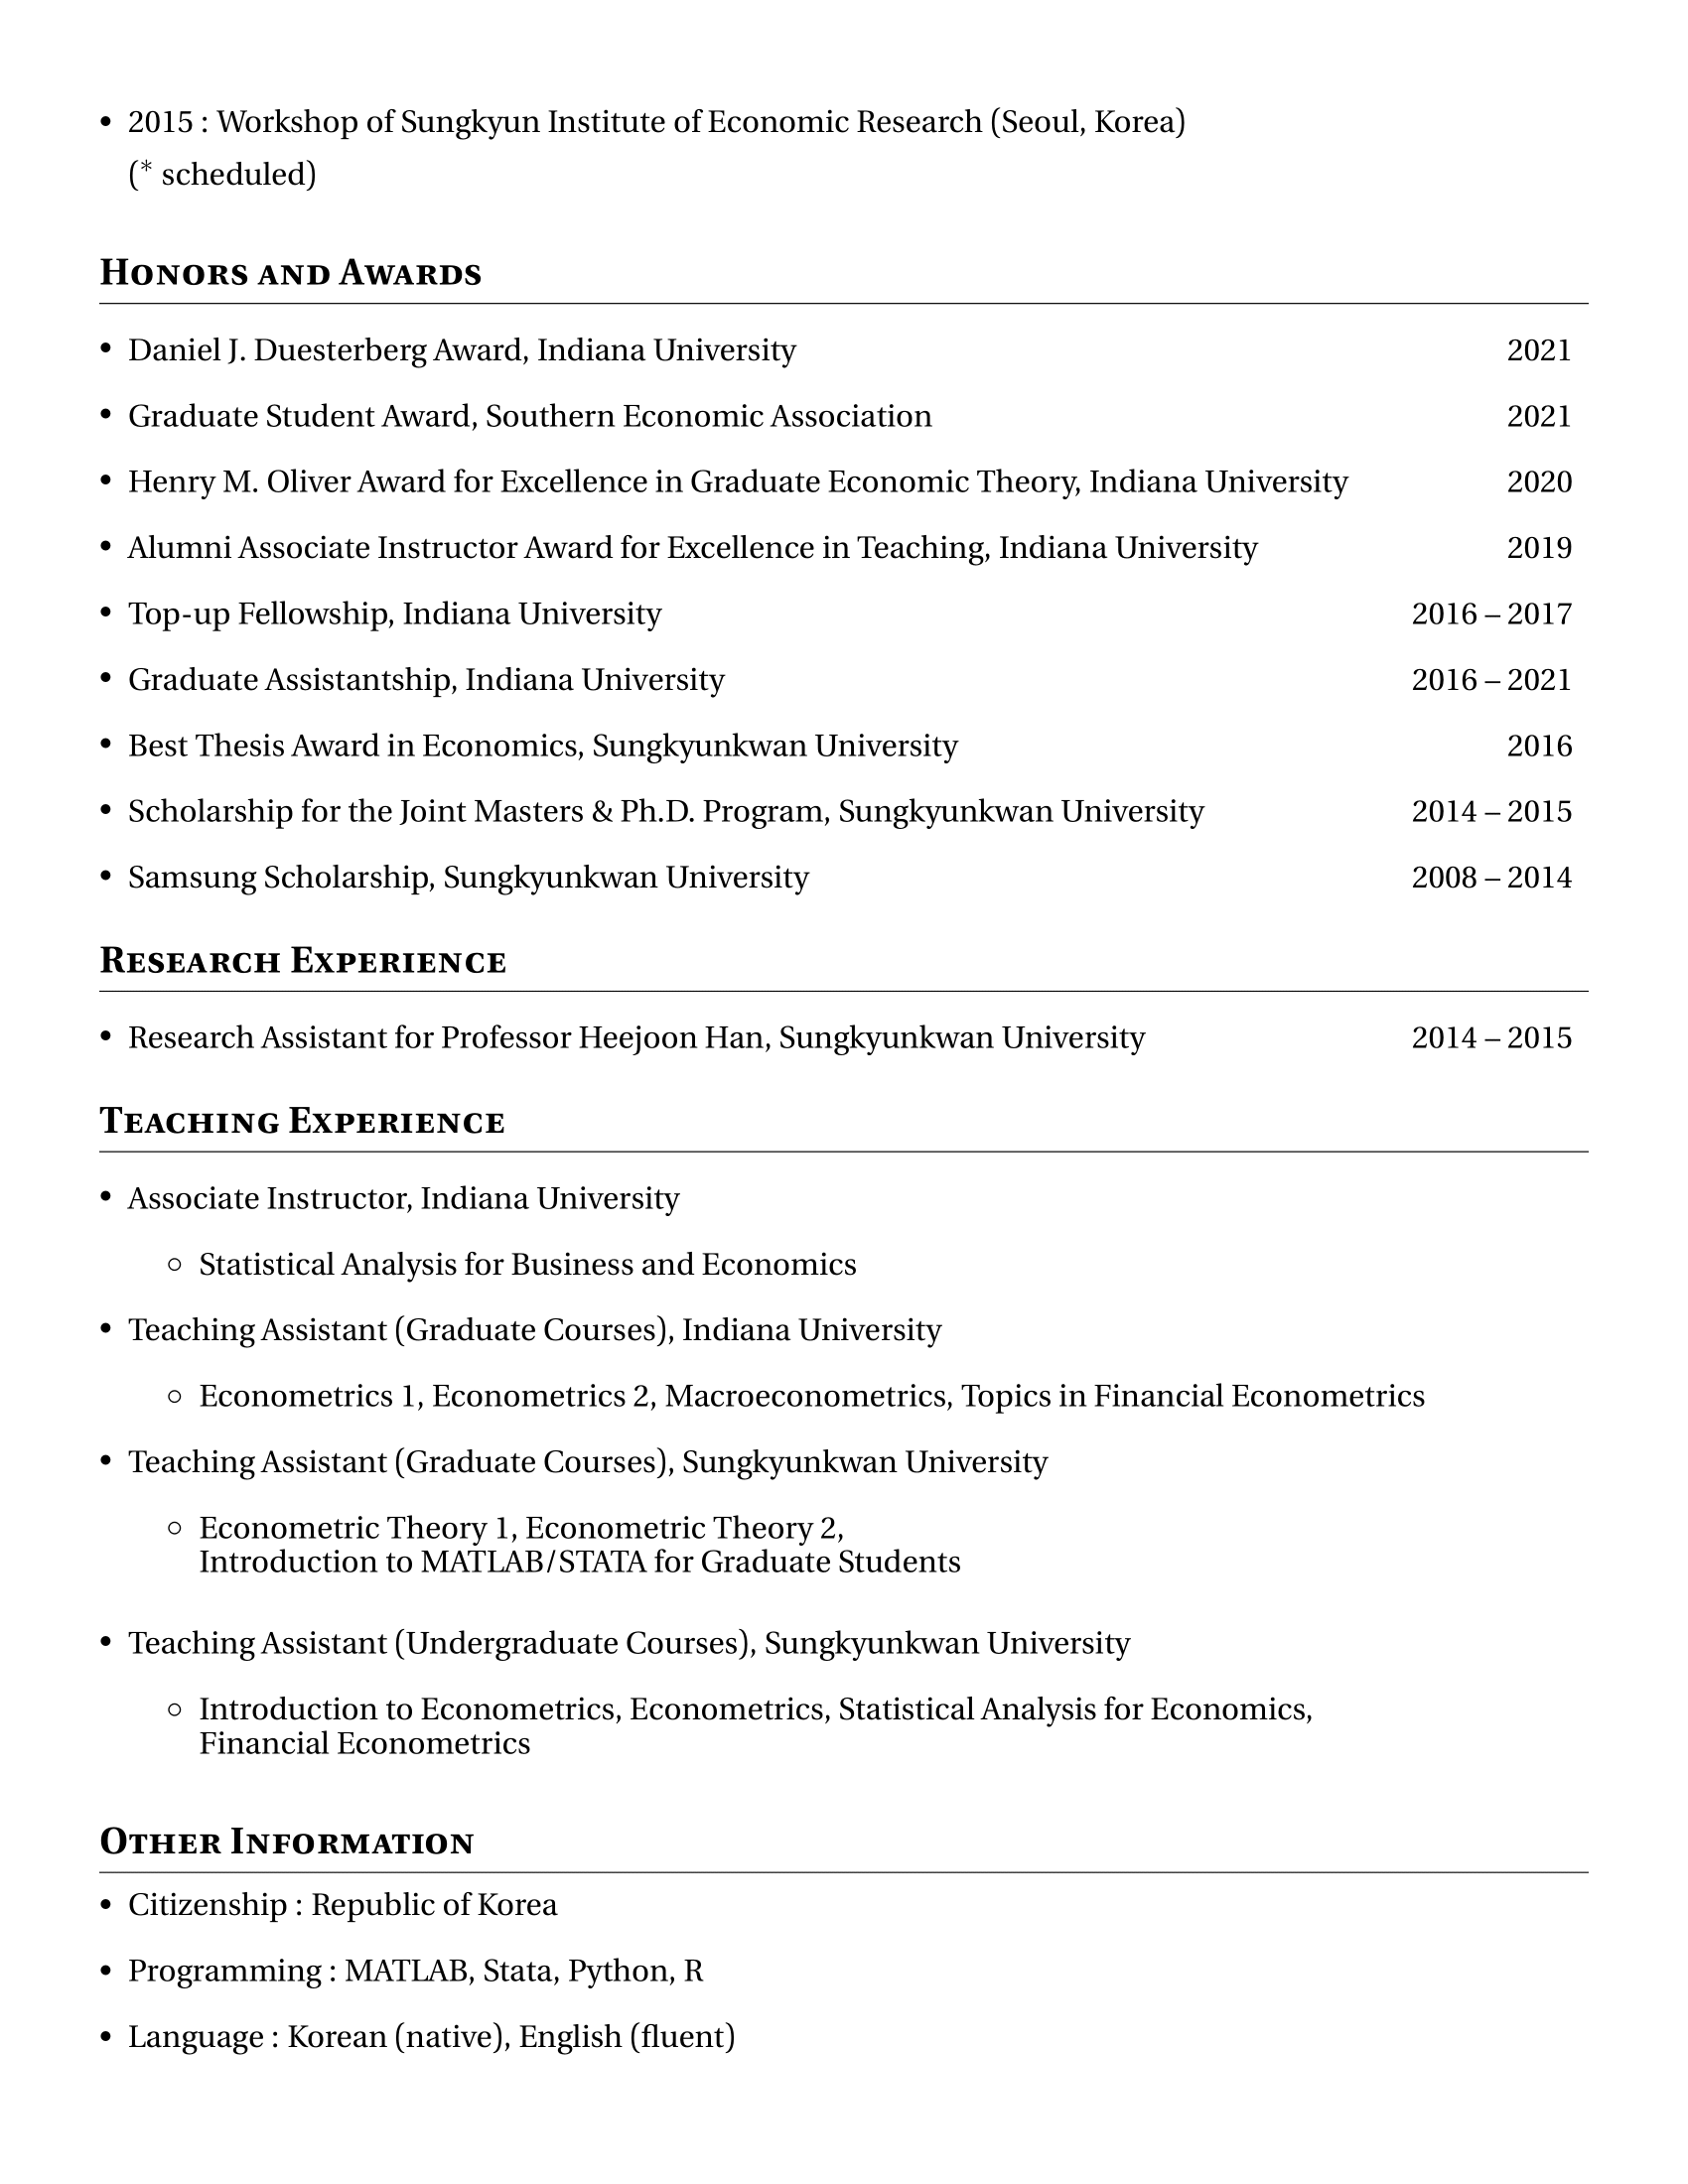 • 2015 : Workshop of Sungkyun Institute of Economic Research (Seoul, Korea)
(* scheduled)
Honors and Awards
• Daniel J. Duesterberg Award, Indiana University 2021
• Graduate Student Award, Southern Economic Association 2021
• Henry M. Oliver Award for Excellence in Graduate Economic Theory, Indiana University 2020
• Alumni Associate Instructor Award for Excellence in Teaching, Indiana University 2019
• Top-up Fellowship, Indiana University 2016 – 2017
• Graduate Assistantship, Indiana University 2016 – 2021
• Best Thesis Award in Economics, Sungkyunkwan University 2016
• Scholarship for the Joint Masters & Ph.D. Program, Sungkyunkwan University 2014 – 2015
• Samsung Scholarship, Sungkyunkwan University 2008 – 2014
Research Experience
• Research Assistant for Professor Heejoon Han, Sungkyunkwan University 2014 – 2015
Teaching Experience
• Associate Instructor, Indiana University
◦ Statistical Analysis for Business and Economics
• Teaching Assistant (Graduate Courses), Indiana University
◦ Econometrics 1, Econometrics 2, Macroeconometrics, Topics in Financial Econometrics
• Teaching Assistant (Graduate Courses), Sungkyunkwan University
◦ Econometric Theory 1, Econometric Theory 2,
Introduction to MATLAB/STATA for Graduate Students
• Teaching Assistant (Undergraduate Courses), Sungkyunkwan University
◦ Introduction to Econometrics, Econometrics, Statistical Analysis for Economics,
Financial Econometrics
Other Information
• Citizenship : Republic of Korea
• Programming : MATLAB, Stata, Python, R
• Language : Korean (native), English (fluent)